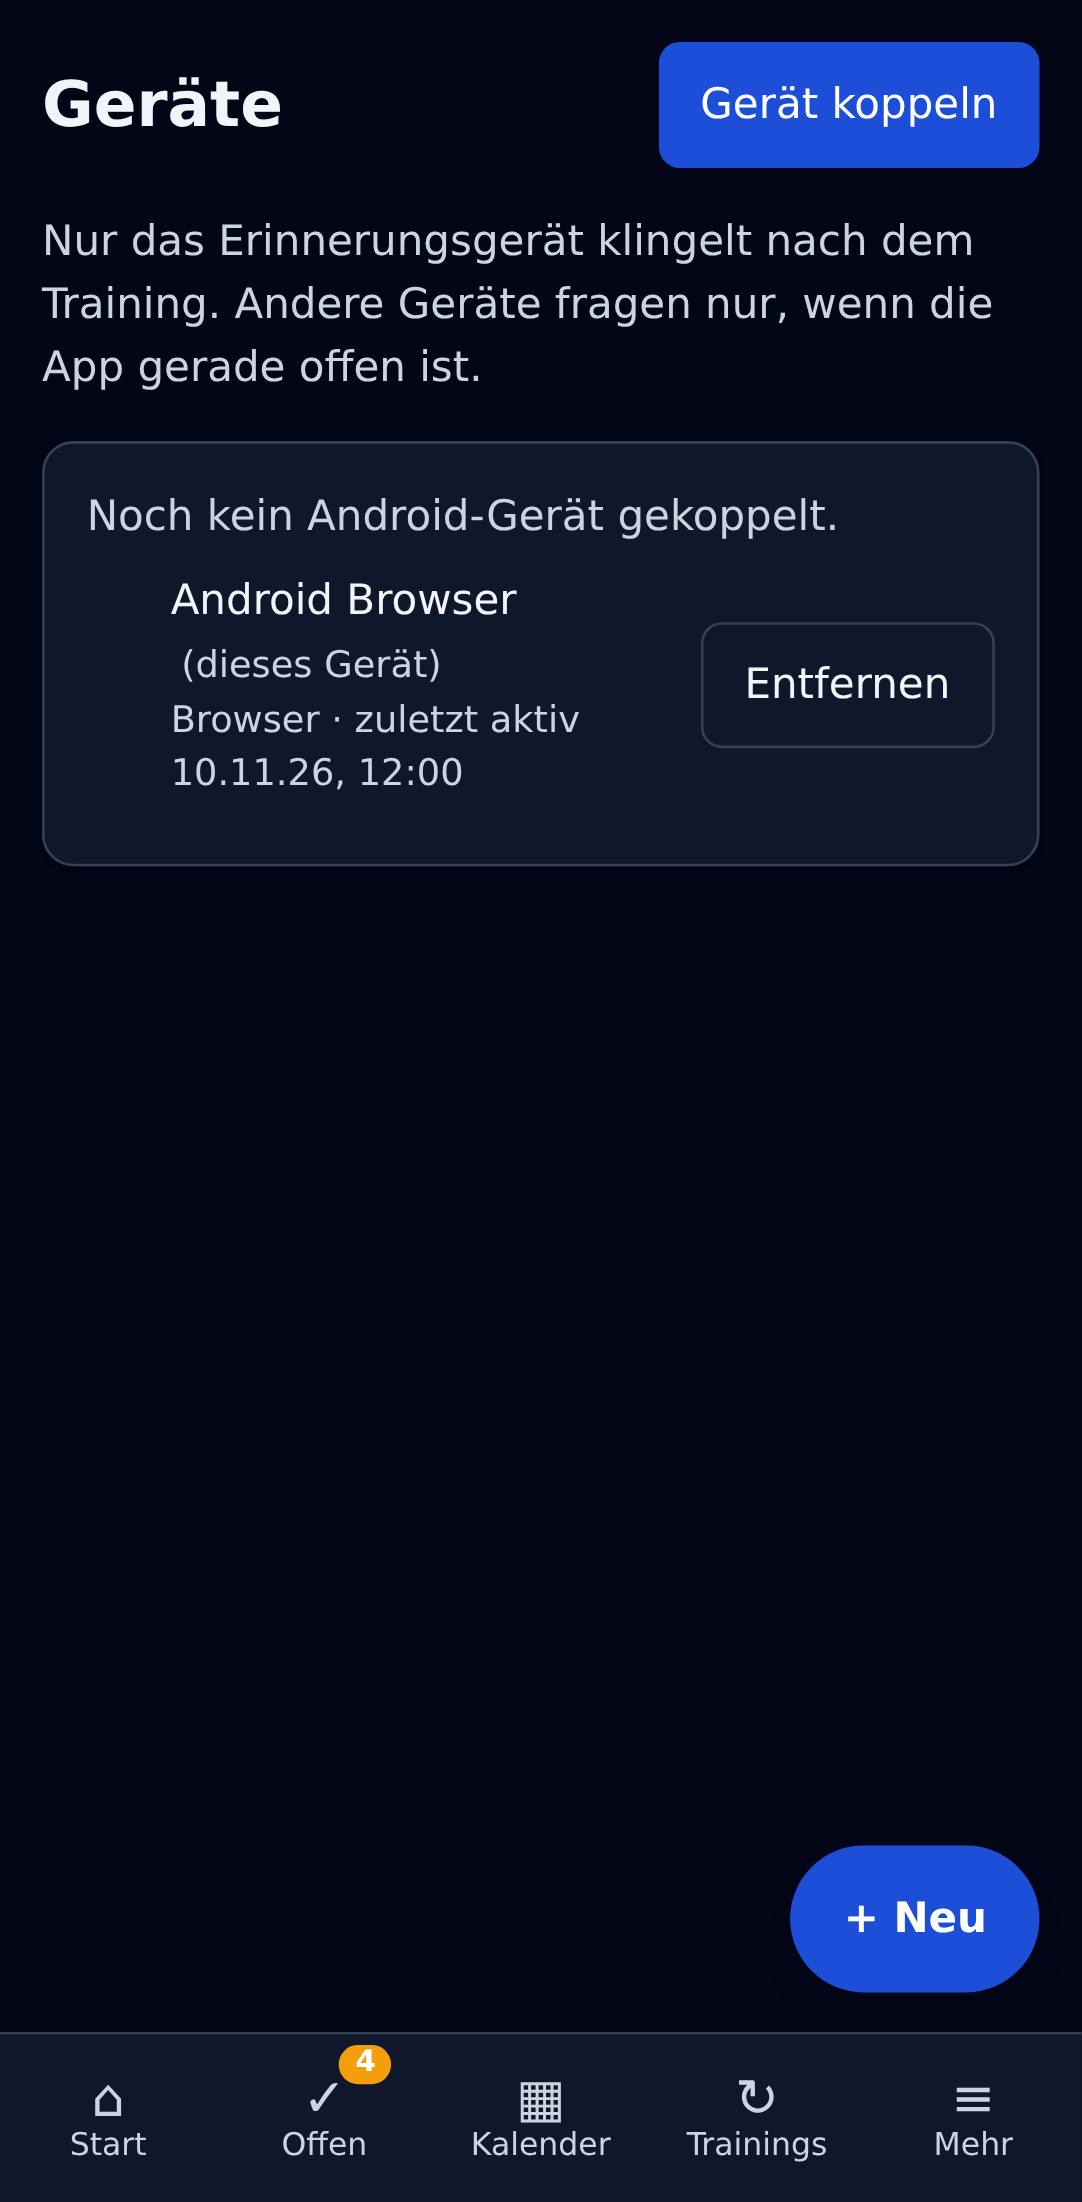 Geräte
Gerät koppeln
Nur das Erinnerungsgerät klingelt nach dem
Training. Andere Geräte fragen nur, wenn die
App gerade offen ist.
Noch kein Android-Gerät gekoppelt.
Android Browser
(dieses Gerät)
Browser · zuletzt aktiv
10.11.26, 12:00
Entfernen
+ Neu
4
Start
Offen
Kalender
Trainings
Mehr